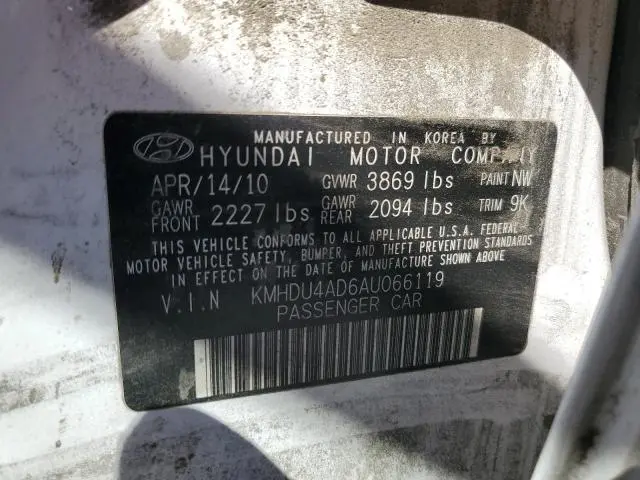 MANUFACTURED IN KOREA BY
HYUNDAI MOTOR COMPANY
APR/14/10 GVWR 3869 lbs PAINT NW
GAWR FRONT 2227 lbs GAWR REAR 2094 lbs TRIM 9K
THIS VEHICLE CONFORMS TO ALL APPLICABLE U.S.A. FEDERAL
MOTOR VEHICLE SAFETY, BUMPER, AND THEFT PREVENTION STANDARDS
IN EFFECT ON THE DATE OF MANUFACTURE SHOWN ABOVE.
V.I.N KMHDU4AD6AU066119
PASSENGER CAR